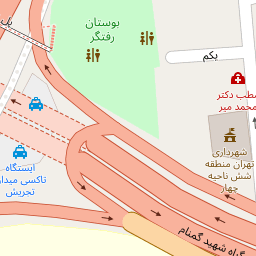 بوستان
رفتگر
یکم
مطب دکتر
محمد میر
شهرداری
تهران منطقه
شش ناحیه
چهار
ایستگاه
تاکسی میدان
تجریش
شهید گمنام